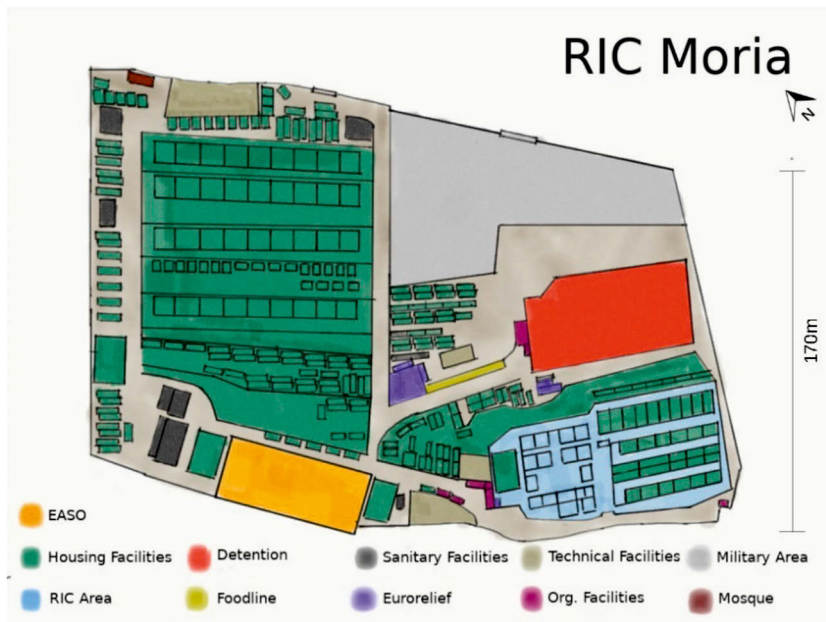 RIC Moria
N
170m
EASO
Housing Facilities
Detention
Sanitary Facilities
Technical Facilities
Military Area
RIC Area
Foodline
Eurorelief
Org. Facilities
Mosque